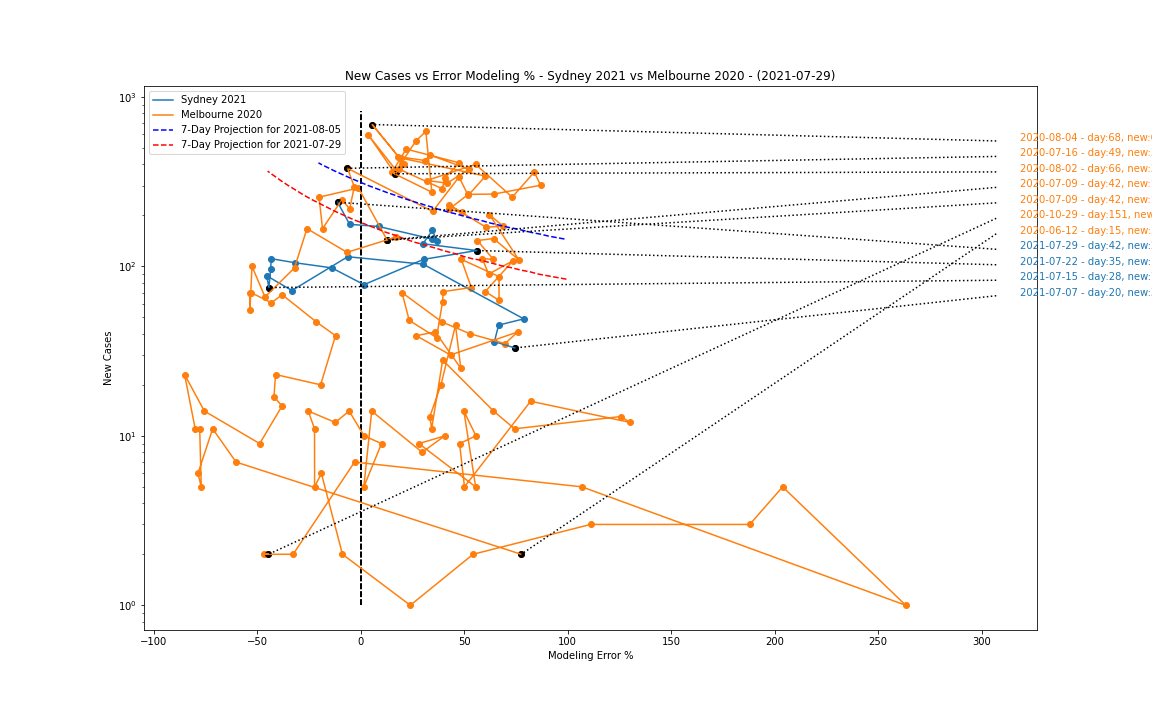 New Cases vs Error Modeling % - Sydney 2021 vs Melbourne 2020 - (2021-07-29)
10³
Sydney 2021
Melbourne 2020
7-Day Projection for 2021-08-05
7-Day Projection for 2021-07-29
2020-08-04 - day:68, new:
2020-07-16 - day:49, new:
2020-08-02 - day:66, new:
2020-07-09 - day:42, new:
2020-07-09 - day:42, new:
2020-10-29 - day:151, new
2020-06-12 - day:15, new:
2021-07-29 - day:42, new:
2021-07-22 - day:35, new:
2021-07-15 - day:28, new:
2021-07-07 - day:20, new:
10²
New Cases
10¹
10⁰
−100 −50 0 50 100 150 200 250 300
Modeling Error %